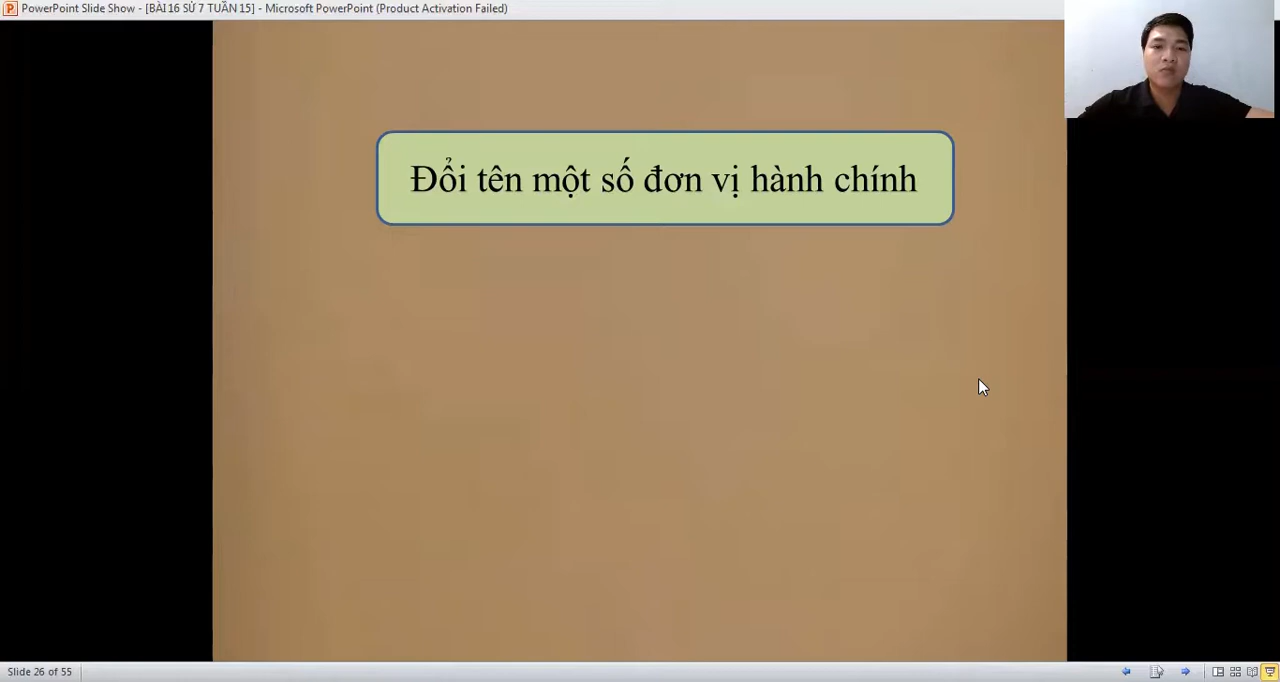 PowerPoint Slide Show - [BÀI 16 SỬ 7 TUẦN 15] - Microsoft PowerPoint (Product Activation Failed)
Đổi tên một số đơn vị hành chính
Slide 26 of 55